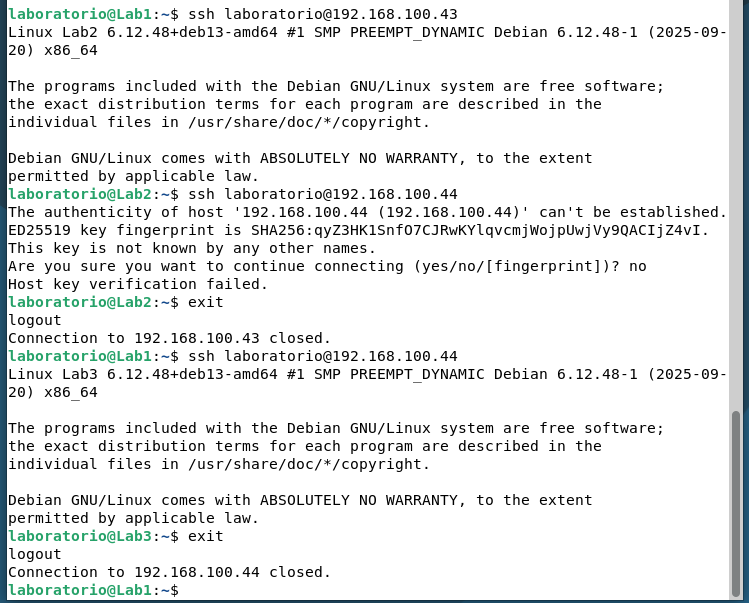 laboratorio@Lab1:~$ ssh laboratorio@192.168.100.43
Linux Lab2 6.12.48+deb13-amd64 #1 SMP PREEMPT_DYNAMIC Debian 6.12.48-1 (2025-09-
20) x86_64

The programs included with the Debian GNU/Linux system are free software;
the exact distribution terms for each program are described in the
individual files in /usr/share/doc/*/copyright.

Debian GNU/Linux comes with ABSOLUTELY NO WARRANTY, to the extent
permitted by applicable law.
laboratorio@Lab2:~$ ssh laboratorio@192.168.100.44
The authenticity of host '192.168.100.44 (192.168.100.44)' can't be established.
ED25519 key fingerprint is SHA256:qyZ3HK1SnfO7CJRwKYlqvcmjWojpUwjVy9QACIjZ4vI.
This key is not known by any other names.
Are you sure you want to continue connecting (yes/no/[fingerprint])? no
Host key verification failed.
laboratorio@Lab2:~$ exit
logout
Connection to 192.168.100.43 closed.
laboratorio@Lab1:~$ ssh laboratorio@192.168.100.44
Linux Lab3 6.12.48+deb13-amd64 #1 SMP PREEMPT_DYNAMIC Debian 6.12.48-1 (2025-09-
20) x86_64

The programs included with the Debian GNU/Linux system are free software;
the exact distribution terms for each program are described in the
individual files in /usr/share/doc/*/copyright.

Debian GNU/Linux comes with ABSOLUTELY NO WARRANTY, to the extent
permitted by applicable law.
laboratorio@Lab3:~$ exit
logout
Connection to 192.168.100.44 closed.
laboratorio@Lab1:~$